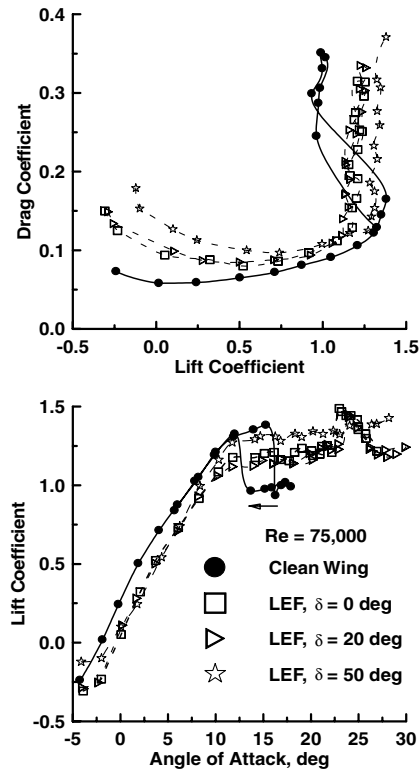 0.4
0.3
0.2
0.1
0.0
Drag Coefficient
-0.5 0.0 0.5 1.0 1.5
Lift Coefficient
1.5
1.0
0.5
0.0
-0.5
Lift Coefficient
Re = 75,000
Clean Wing
LEF, δ = 0 deg
LEF, δ = 20 deg
LEF, δ = 50 deg
-5 0 5 10 15 20 25 30
Angle of Attack, deg